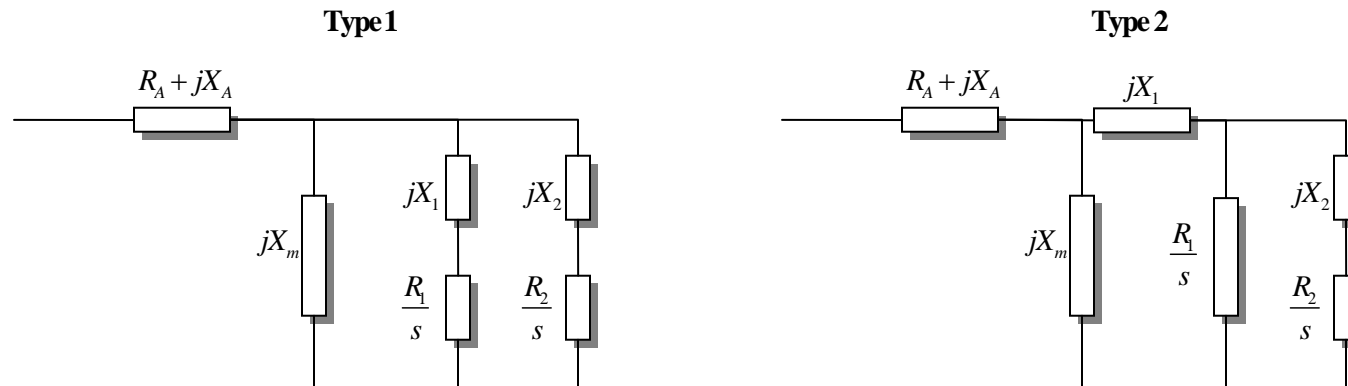 Type 1
Type 2
R_A + jX_A
R_A + jX_A
jX_1
jX_1
jX_2
jX_2
jX_m
jX_m
R_1/s
R_1/s
R_2/s
R_2/s